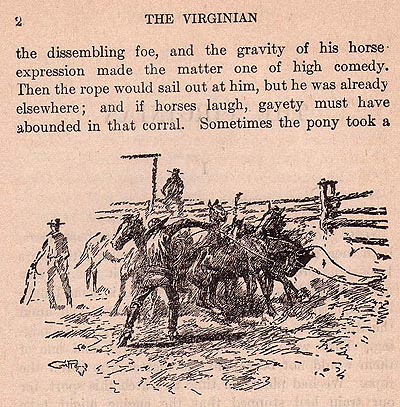 2 THE VIRGINIAN
the dissembling foe, and the gravity of his horse-
expression made the matter one of high comedy.
Then the rope would sail out at him, but he was already
elsewhere; and if horses laugh, gayety must have
abounded in that corral. Sometimes the pony took a